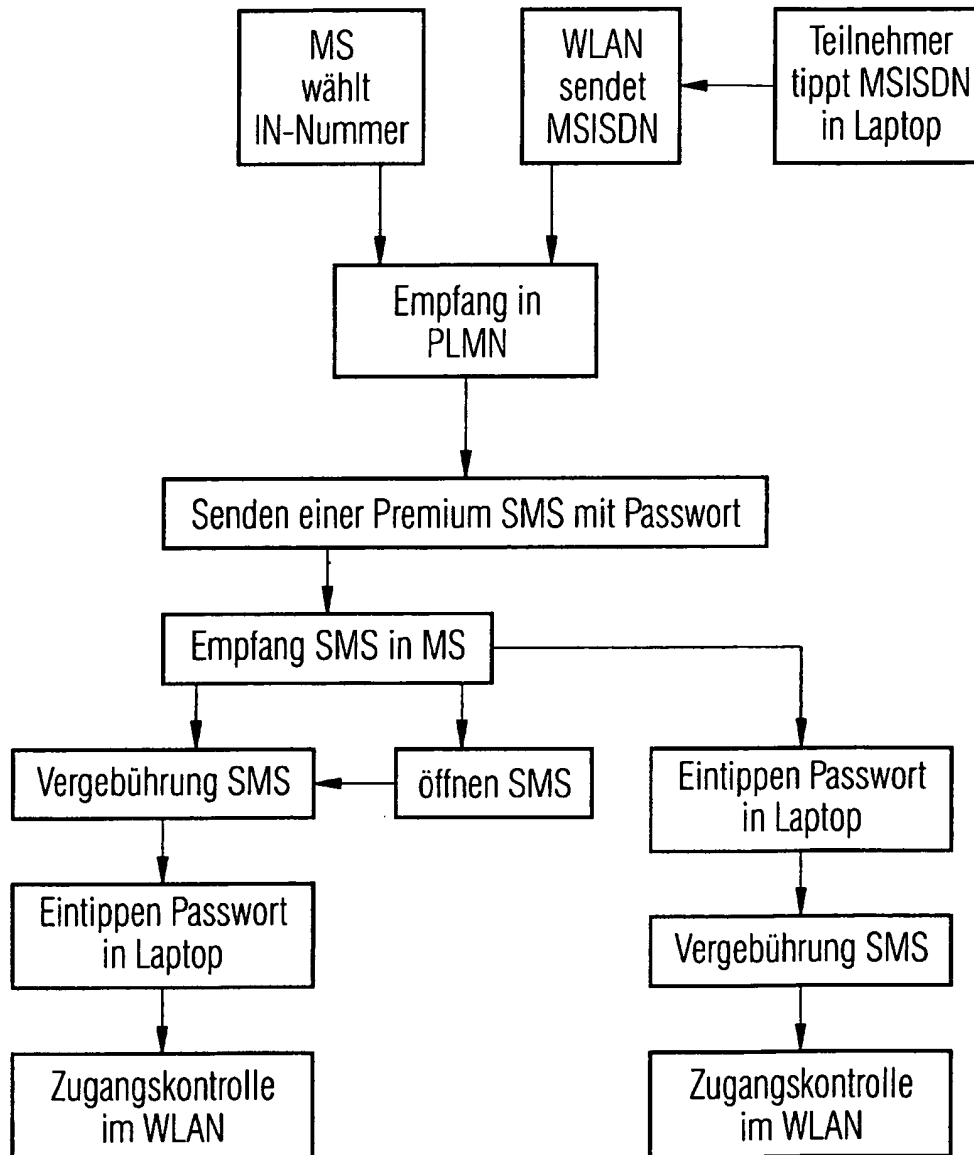 MS
wählt
IN-Nummer
WLAN
sendet
MSISDN
Teilnehmer
tippt MSISDN
in Laptop
Empfang in
PLMN
Senden einer Premium SMS mit Passwort
Empfang SMS in MS
Vergebührung SMS
öffnen SMS
Eintippen Passwort
in Laptop
Eintippen Passwort
in Laptop
Vergebührung SMS
Zugangskontrolle
im WLAN
Zugangskontrolle
im WLAN